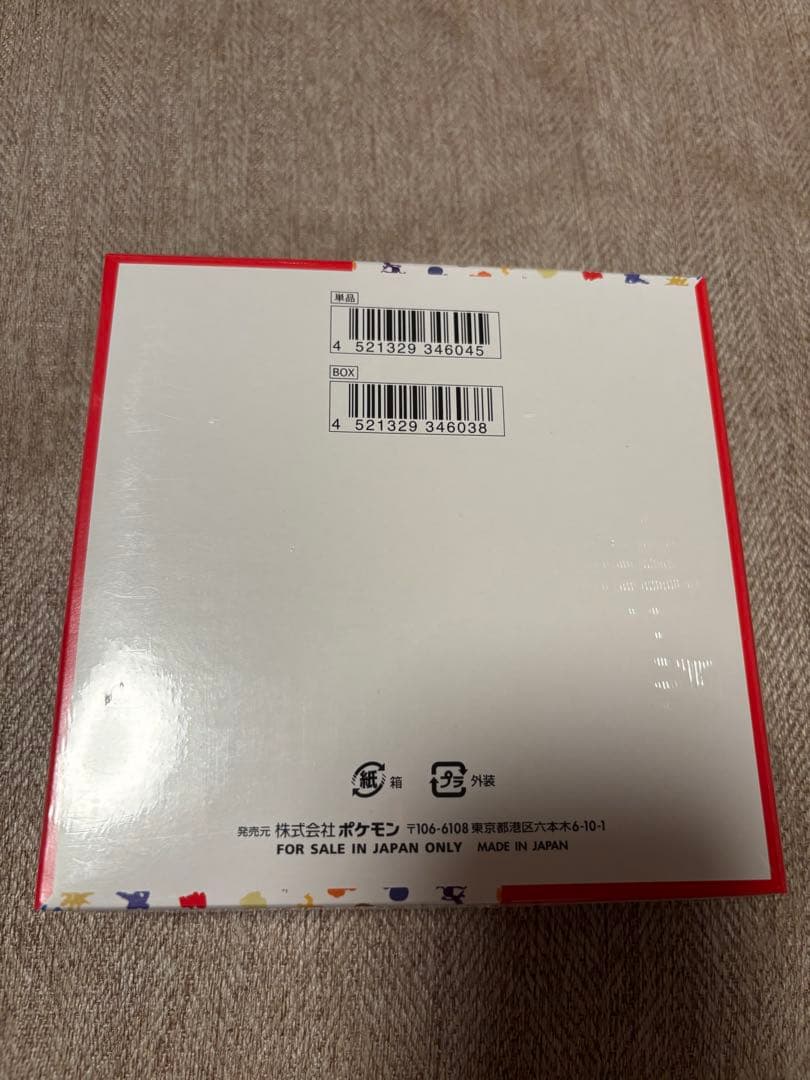 単品
4 521329 346045
BOX
4 521329 346038
紙 箱
プラ 外装
発売元 株式会社 ポケモン 〒106-6108 東京都港区六本木6-10-1
FOR SALE IN JAPAN ONLY MADE IN JAPAN